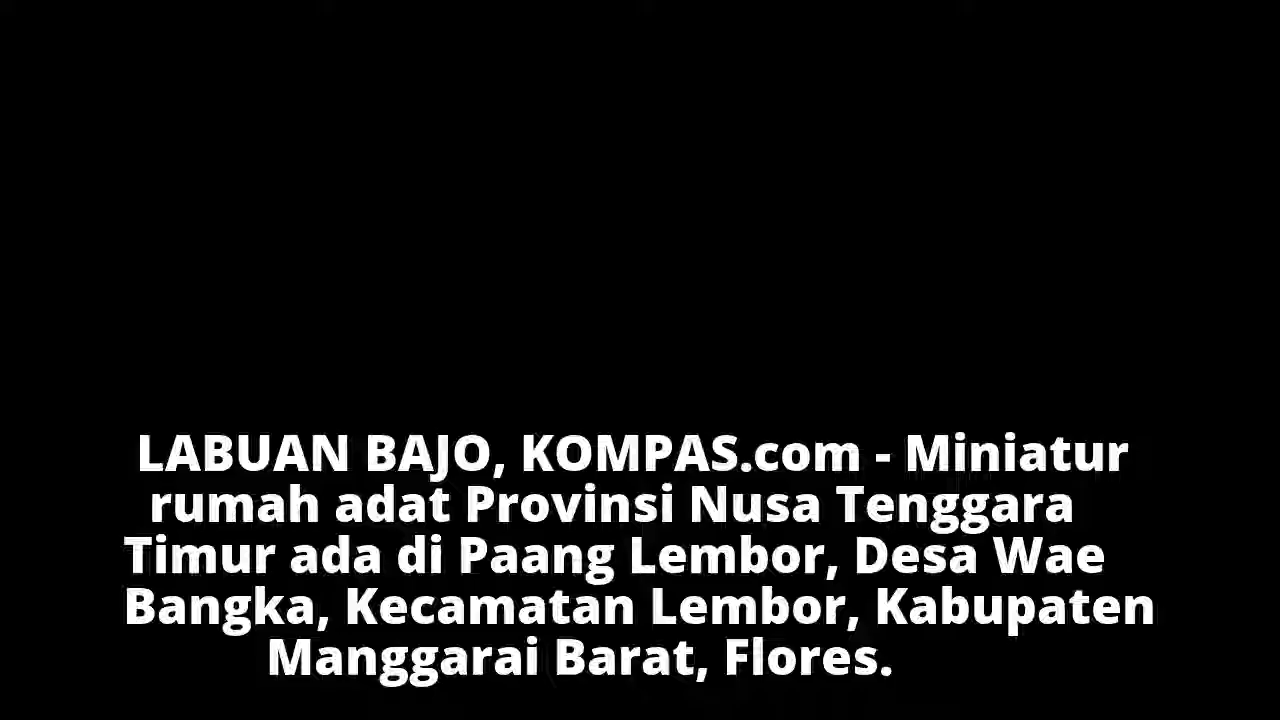 LABUAN BAJO, KOMPAS.com - Miniatur
rumah adat Provinsi Nusa Tenggara
Timur ada di Paang Lembor, Desa Wae
Bangka, Kecamatan Lembor, Kabupaten
Manggarai Barat, Flores.